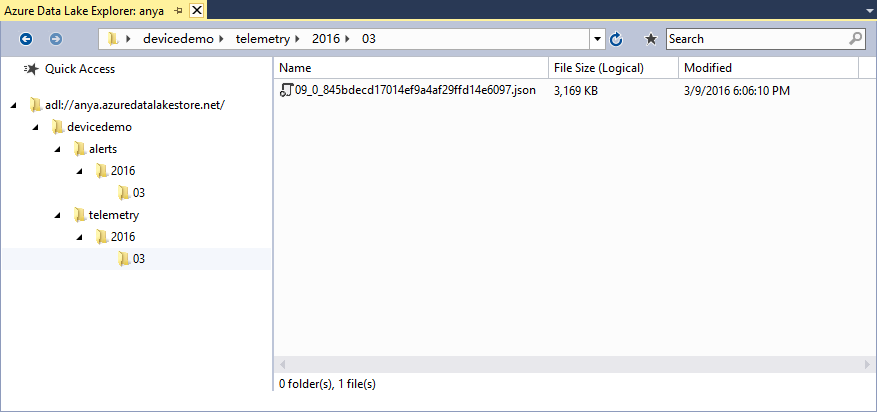 Azure Data Lake Explorer: anya
devicedemo telemetry 2016 03
Search
Quick Access
adl://anya.azuredatalakestore.net/
devicedemo
alerts
2016
03
telemetry
2016
03
Name File Size (Logical) Modified
09_0_845bdecd17014ef9a4af29ffd14e6097.json 3,169 KB 3/9/2016 6:06:10 PM
0 folder(s), 1 file(s)